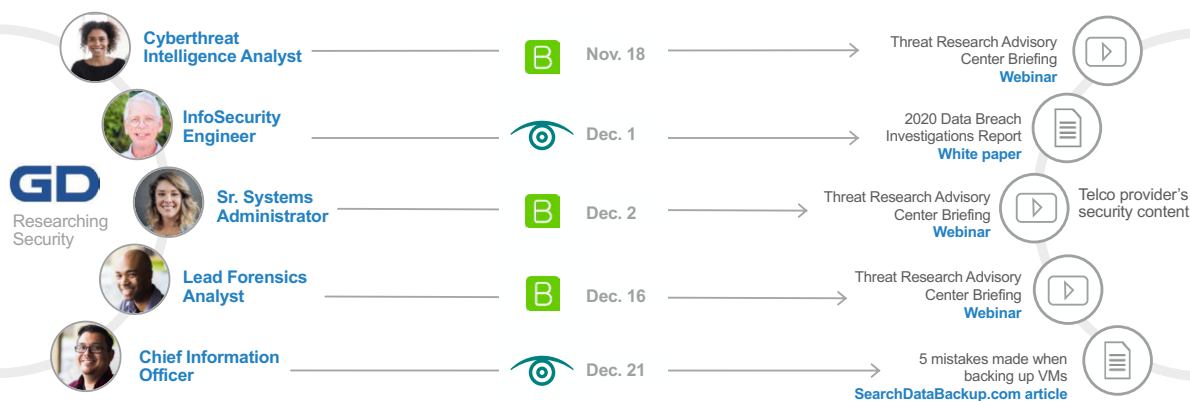 Cyberthreat
Intelligence Analyst
B
Nov. 18
Threat Research Advisory
Center Briefing
Webinar
InfoSecurity
Engineer
Dec. 1
2020 Data Breach
Investigations Report
White paper
GD
Researching
Security
Sr. Systems
Administrator
B
Dec. 2
Threat Research Advisory
Center Briefing
Webinar
Telco provider's
security content
Lead Forensics
Analyst
B
Dec. 16
Threat Research Advisory
Center Briefing
Webinar
Chief Information
Officer
Dec. 21
5 mistakes made when
backing up VMs
SearchDataBackup.com article